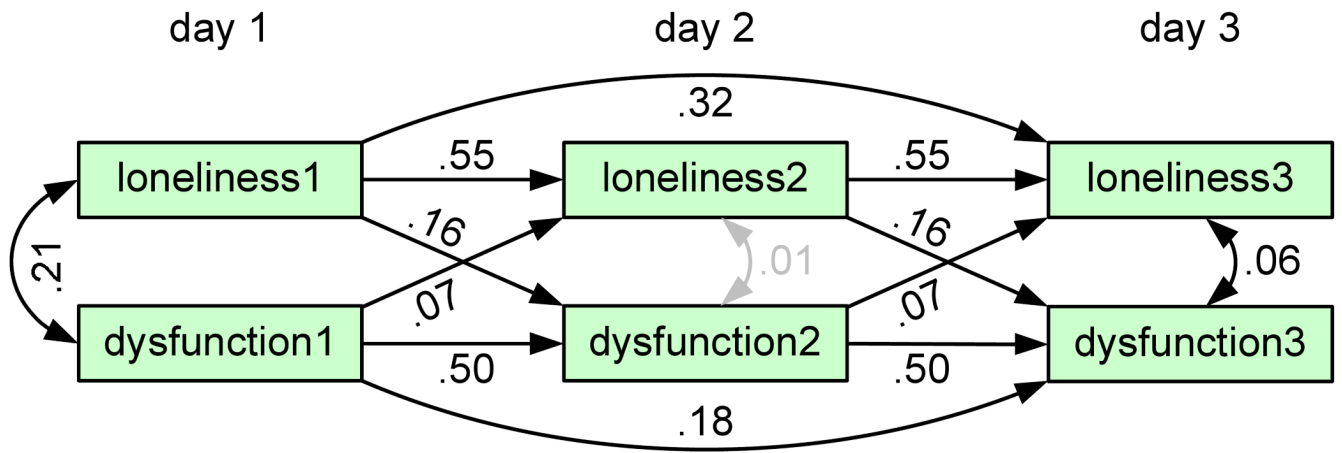 day 1 day 2 day 3
.32
loneliness1 .55 loneliness2 .55 loneliness3
.21 .16 .07 .01 .16 .07 .06
dysfunction1 .50 dysfunction2 .50 dysfunction3
.18